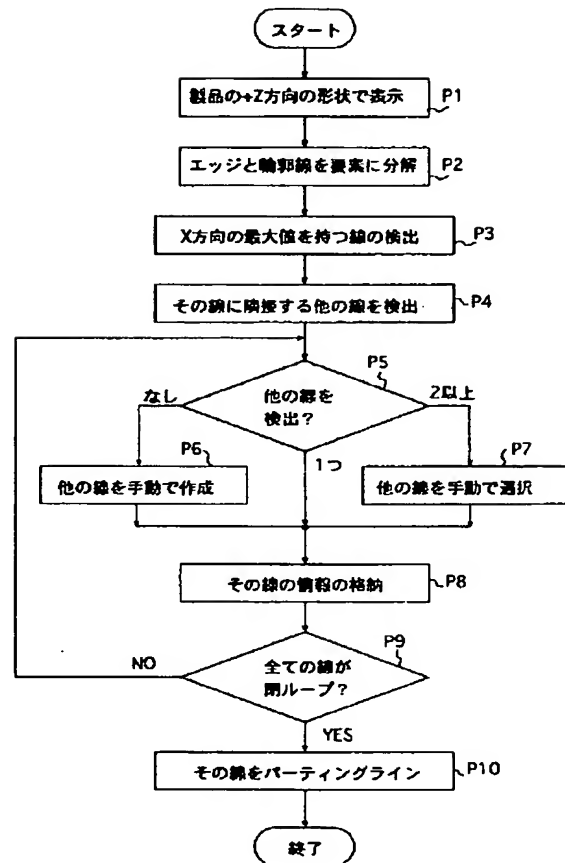 スタート
製品の+Z方向の形状で表示
P1
エッジと輪郭線を要素に分解
P2
X方向の最大値を持つ線の検出
P3
その線に隣接する他の線を検出
P4
P5
なし
他の線を
検出?
2以上
P6
1つ
P7
他の線を手動で作成
他の線を手動で選択
その線の情報の格納
P8
P9
NO
全ての線が
閉ループ?
YES
その線をパーティングライン
P10
終了